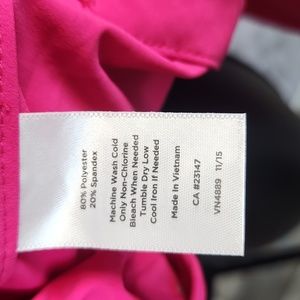 80% Polyester
20% Spandex
Machine Wash Cold
Only Non-Chlorine
Bleach When Needed
Tumble Dry Low
Cool Iron if Needed
Made in Vietnam
CA #23147
VN4889 11/15